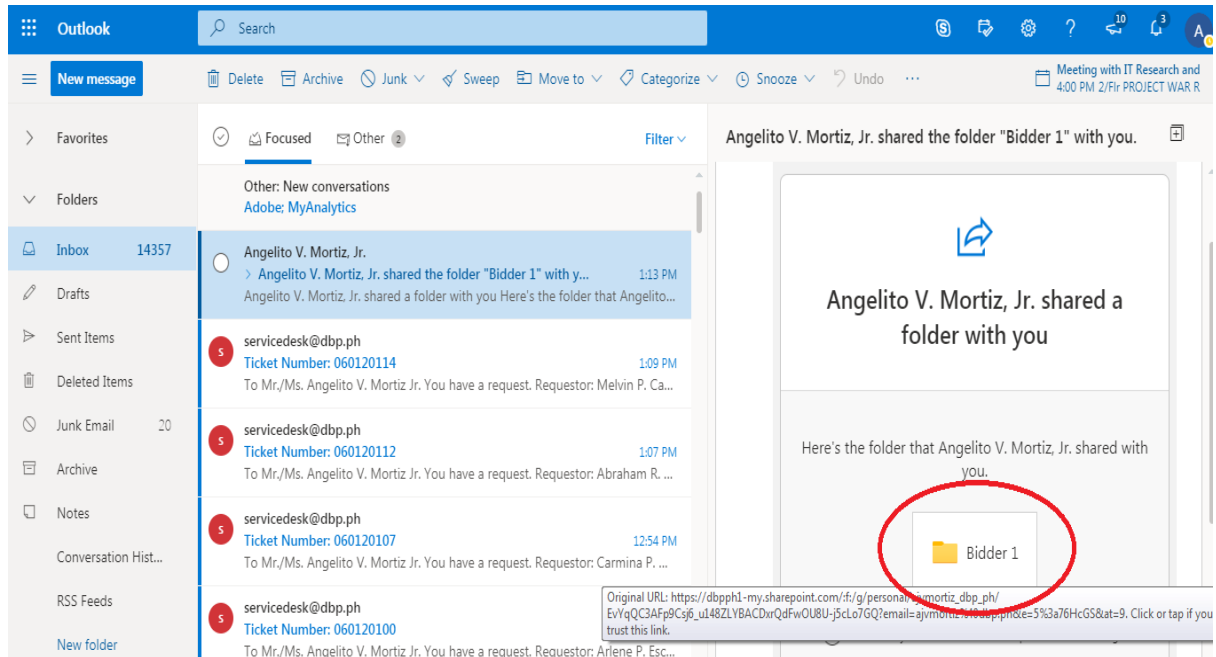 Outlook
Search
10
3
A
New message
Delete
Archive
Junk
Sweep
Move to
Categorize
Snooze
Undo
Meeting with IT Research and
4:00 PM 2/Flr PROJECT WAR R
Favorites
Folders
Inbox 14357
Drafts
Sent Items
Deleted Items
Junk Email 20
Archive
Notes
Conversation Hist...
RSS Feeds
New folder
Focused
Other 2
Filter
Other: New conversations
Adobe; MyAnalytics
Angelito V. Mortiz, Jr.
> Angelito V. Mortiz, Jr. shared the folder "Bidder 1" with y... 1:13 PM
Angelito V. Mortiz, Jr. shared a folder with you Here's the folder that Angelito...
S
servicedesk@dbp.ph
Ticket Number: 060120114 1:09 PM
To Mr./Ms. Angelito V. Mortiz Jr. You have a request. Requestor: Melvin P. Ca...
S
servicedesk@dbp.ph
Ticket Number: 060120112 1:07 PM
To Mr./Ms. Angelito V. Mortiz Jr. You have a request. Requestor: Abraham R. ...
S
servicedesk@dbp.ph
Ticket Number: 060120107 12:54 PM
To Mr./Ms. Angelito V. Mortiz Jr. You have a request. Requestor: Carmina P. ...
S
servicedesk@dbp.ph
Ticket Number: 060120100
To Mr./Ms. Angelito V. Mortiz Jr. You have a request. Requestor: Arlene P. Esc...
Angelito V. Mortiz, Jr. shared the folder "Bidder 1" with you.
Angelito V. Mortiz, Jr. shared a
folder with you
Here's the folder that Angelito V. Mortiz, Jr. shared with
you.
Bidder 1
Original URL: https://dbpph1-my.sharepoint.com/:f:/g/personal/ajvmortiz_dbp_ph/
EvYqQC3AFp9Csj6_u148ZLYBACDxrQdFwOU8U-j5cLo7GQ?email=ajvmortiz%40dbp.ph&e=5%3a76HcGS&at=9. Click or tap if you
trust this link.